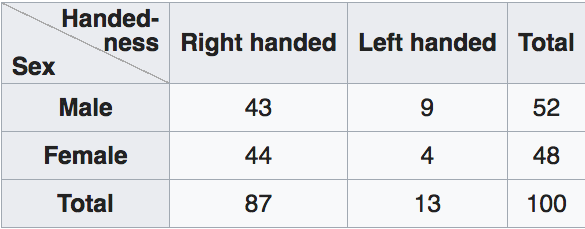 Handed-
ness
Sex
Right handed Left handed Total
Male 43 9 52
Female 44 4 48
Total 87 13 100